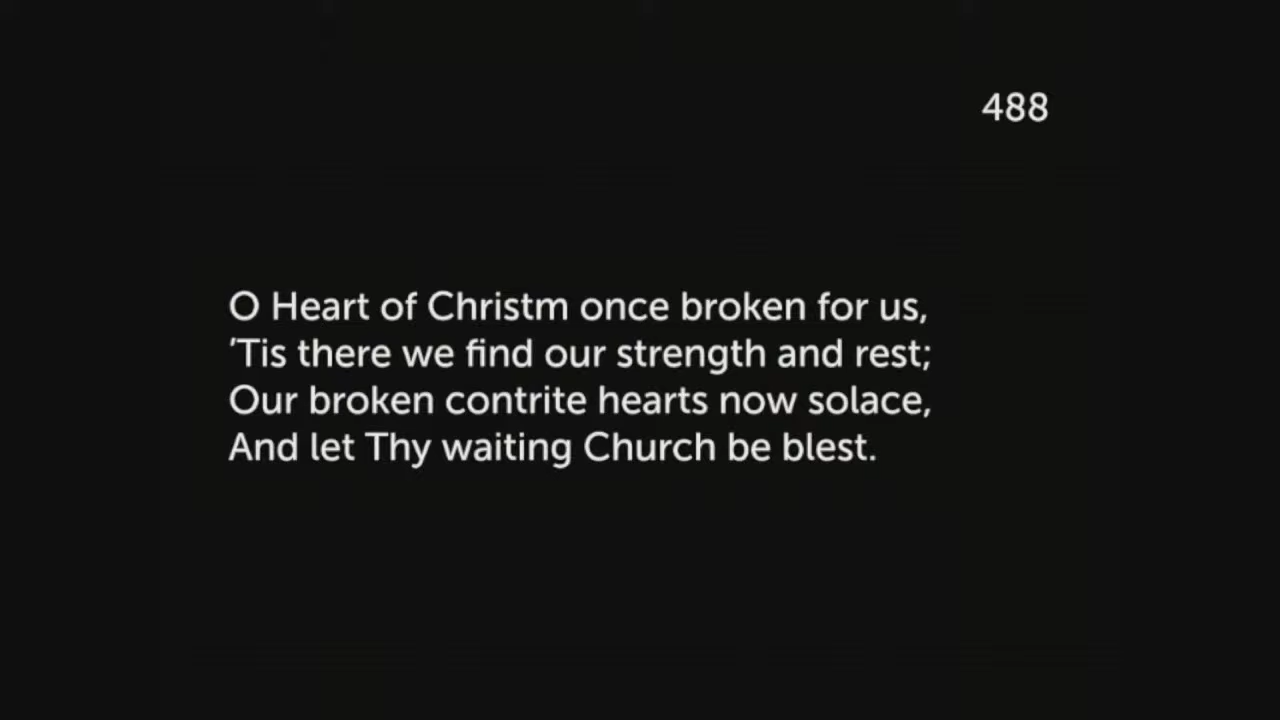 488
O Heart of Christm once broken for us,
'Tis there we find our strength and rest;
Our broken contrite hearts now solace,
And let Thy waiting Church be blest.